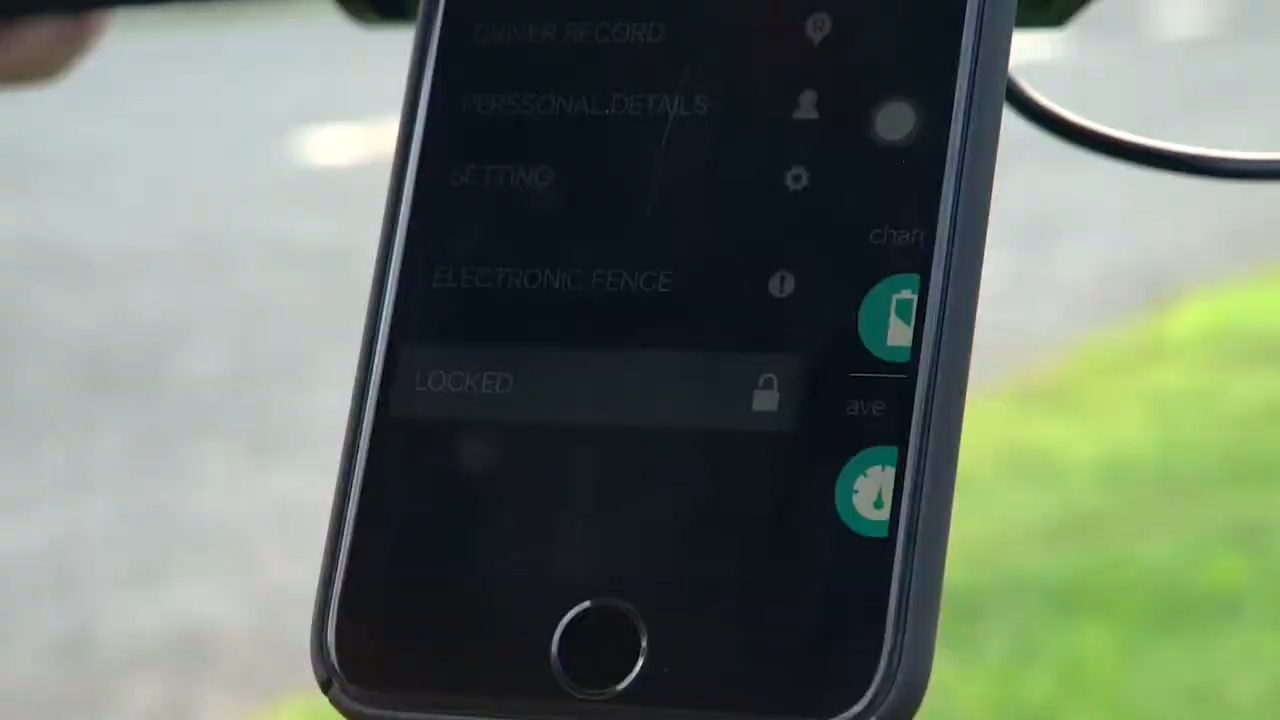 DRIVER RECORD
PERSSONAL.DETAILS
SETTING
char
ELECTRONIC FENCE
LOCKED
ave